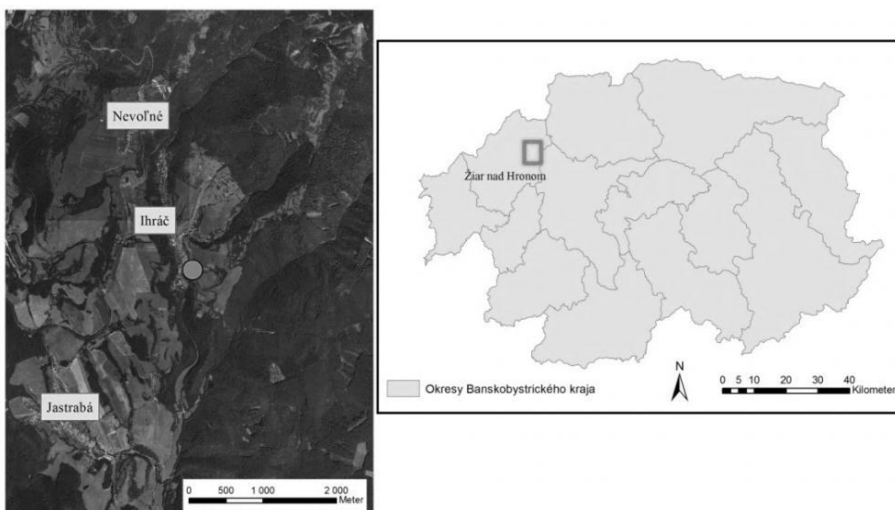 Nevoľné
Ihráč
Jastrabá
0 500 1 000 2 000
Meter
Žiar nad Hronom
Okresy Banskobystrického kraja
N
0 5 10 20 30 40
Kilometer